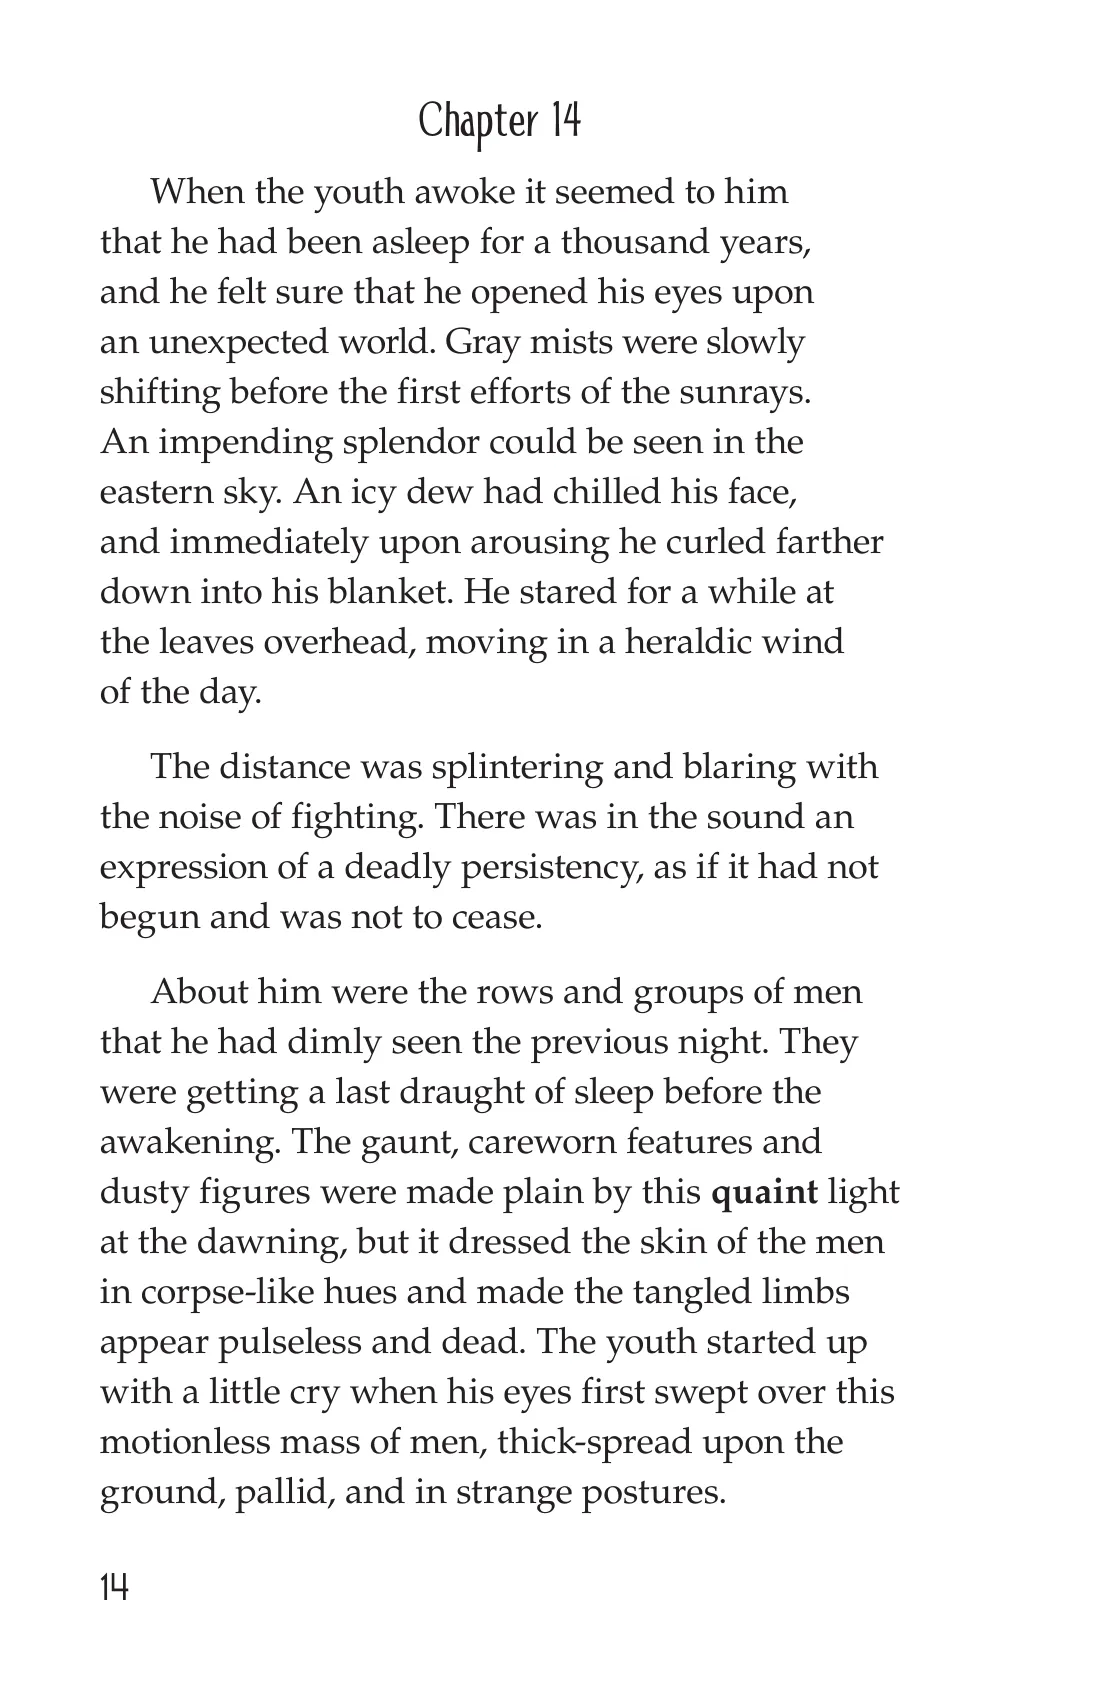 Chapter 14
When the youth awoke it seemed to him
that he had been asleep for a thousand years,
and he felt sure that he opened his eyes upon
an unexpected world. Gray mists were slowly
shifting before the first efforts of the sunrays.
An impending splendor could be seen in the
eastern sky. An icy dew had chilled his face,
and immediately upon arousing he curled farther
down into his blanket. He stared for a while at
the leaves overhead, moving in a heraldic wind
of the day.
The distance was splintering and blaring with
the noise of fighting. There was in the sound an
expression of a deadly persistency, as if it had not
begun and was not to cease.
About him were the rows and groups of men
that he had dimly seen the previous night. They
were getting a last draught of sleep before the
awakening. The gaunt, careworn features and
dusty figures were made plain by this quaint light
at the dawning, but it dressed the skin of the men
in corpse-like hues and made the tangled limbs
appear pulseless and dead. The youth started up
with a little cry when his eyes first swept over this
motionless mass of men, thick-spread upon the
ground, pallid, and in strange postures.
14